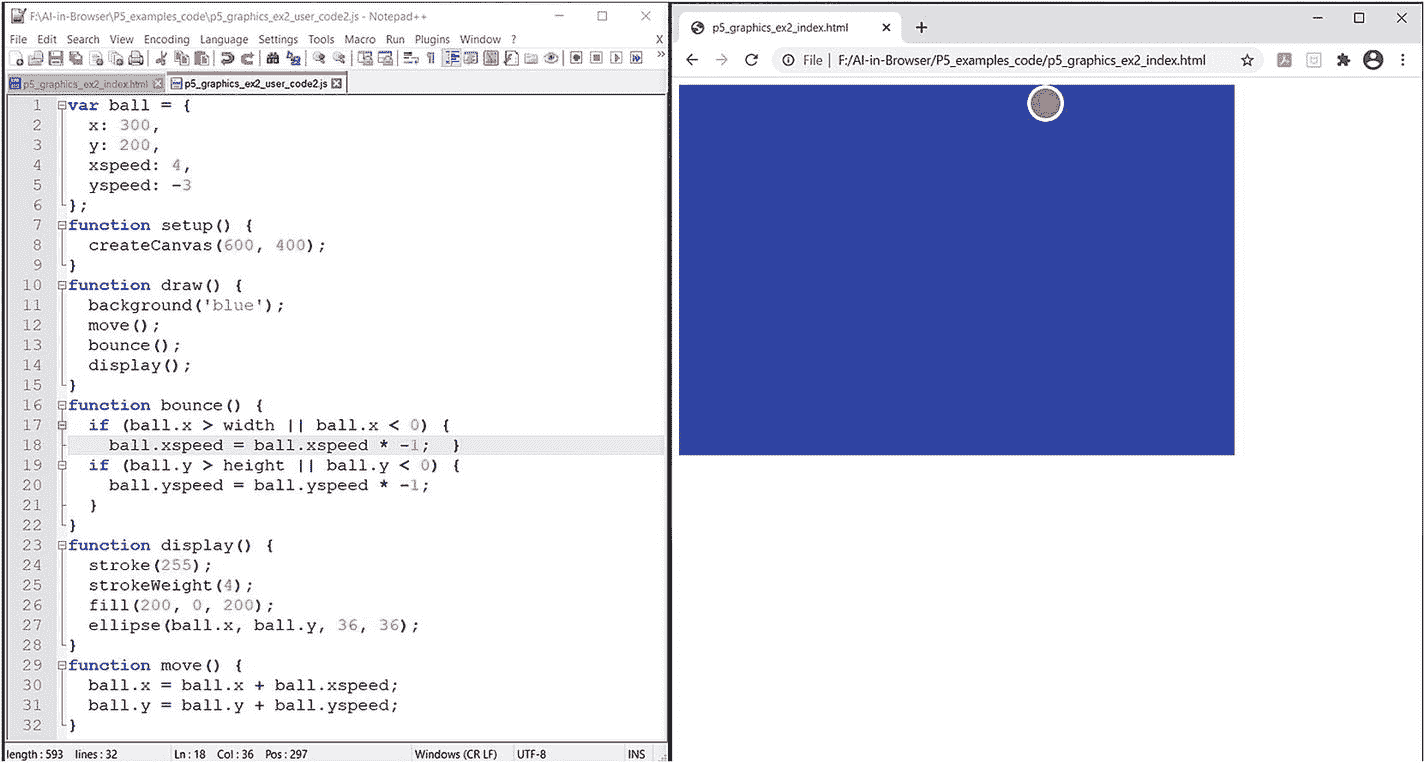 F:\AI-in-Browser\P5_examples_code\p5_graphics_ex2_user_code2.js - Notepad++
File Edit Search View Encoding Language Settings Tools Macro Run Plugins Window ? X
p5_graphics_ex2_index.html p5_graphics_ex2_user_code2.js
1 var ball = {
2 x: 300,
3 y: 200,
4 xspeed: 4,
5 yspeed: -3
6 };
7 function setup() {
8 createCanvas(600, 400);
9 }
10 function draw() {
11 background('blue');
12 move();
13 bounce();
14 display();
15 }
16 function bounce() {
17 if (ball.x > width || ball.x < 0) {
18 ball.xspeed = ball.xspeed * -1; }
19 if (ball.y > height || ball.y < 0) {
20 ball.yspeed = ball.yspeed * -1;
21 }
22 }
23 function display() {
24 stroke(255);
25 strokeWeight(4);
26 fill(200, 0, 200);
27 ellipse(ball.x, ball.y, 36, 36);
28 }
29 function move() {
30 ball.x = ball.x + ball.xspeed;
31 ball.y = ball.y + ball.yspeed;
32 }
length : 593 lines : 32 Ln : 18 Col : 36 Pos : 297 Windows (CR LF) UTF-8 INS
p5_graphics_ex2_index.html
File | F:/AI-in-Browser/P5_examples_code/p5_graphics_ex2_index.html